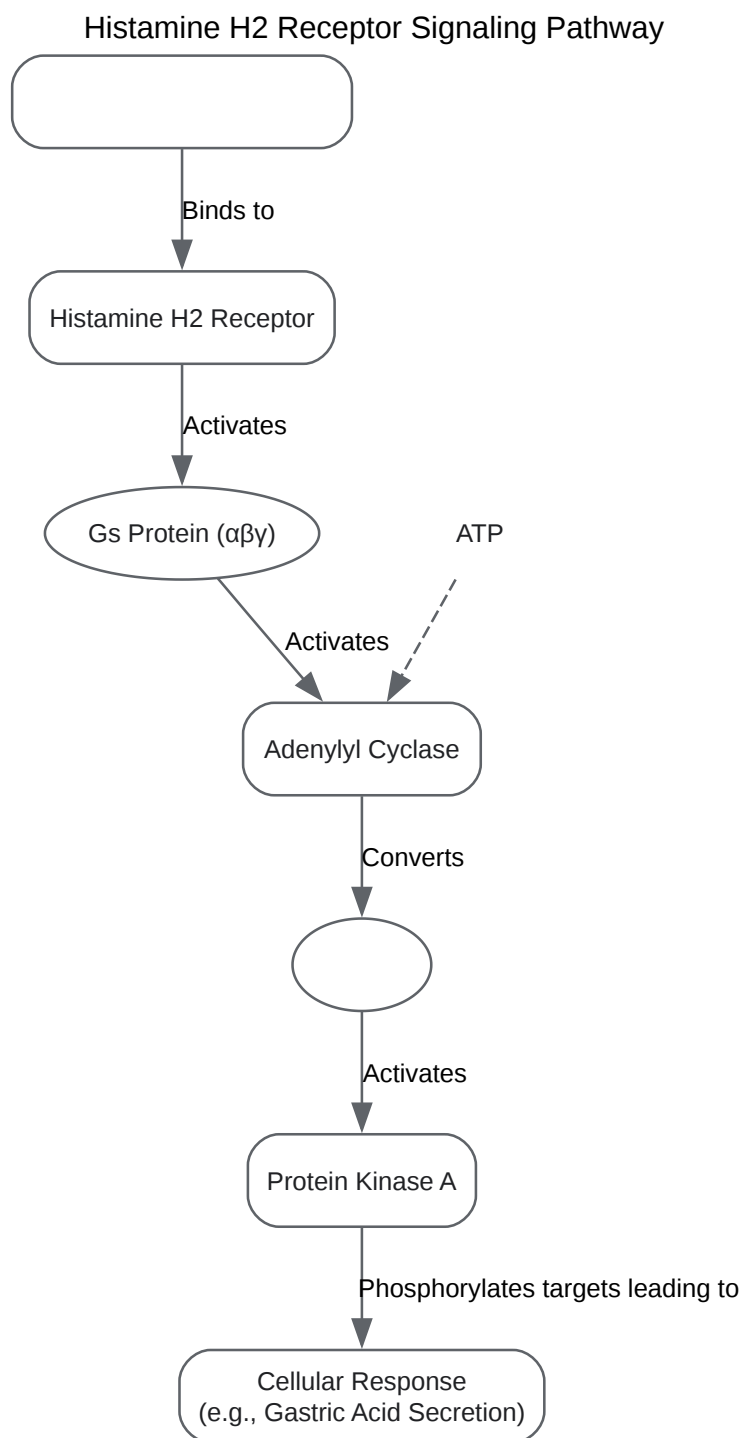 Histamine H2 Receptor Signaling Pathway
Binds to
Histamine H2 Receptor
Activates
Gs Protein (αβγ)
ATP
Activates
Adenylyl Cyclase
Converts
Activates
Protein Kinase A
Phosphorylates targets leading to
Cellular Response
(e.g., Gastric Acid Secretion)